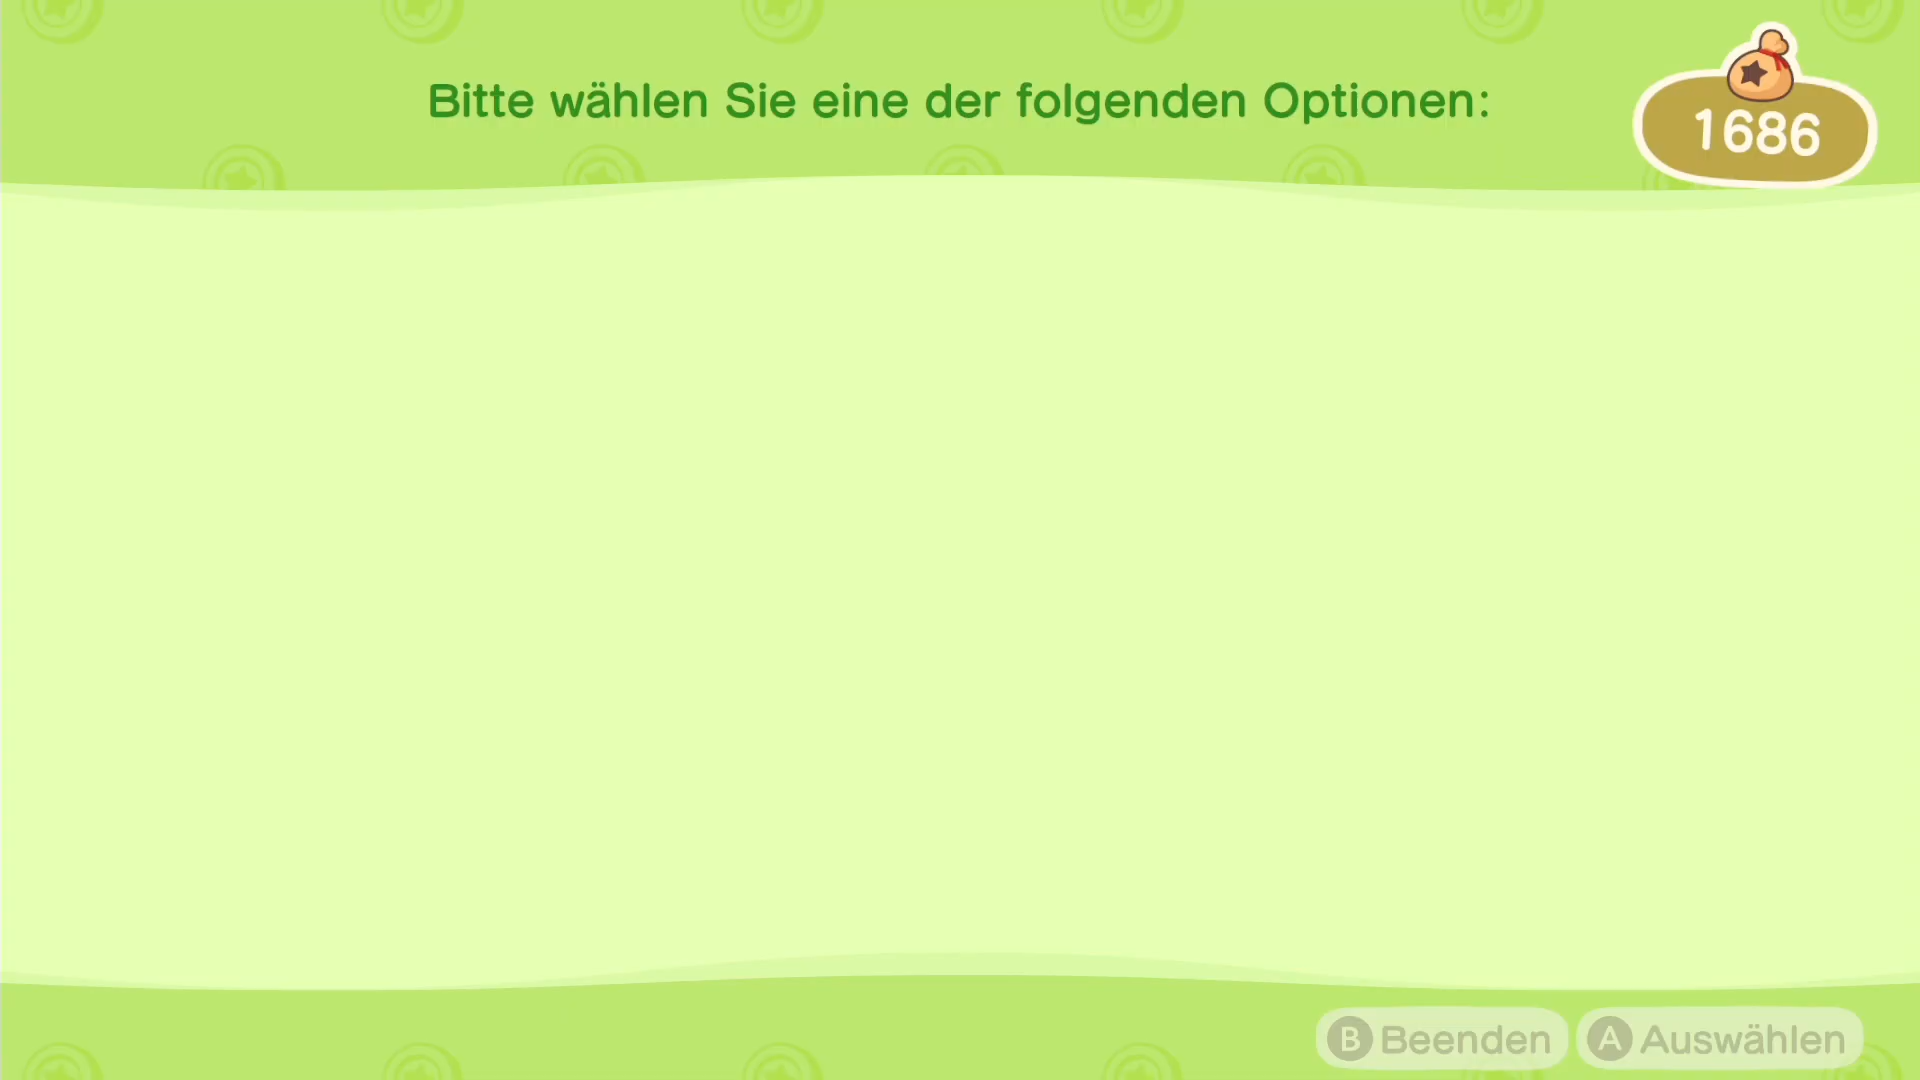 Bitte wählen Sie eine der folgenden Optionen:
1686
B Beenden A Auswählen